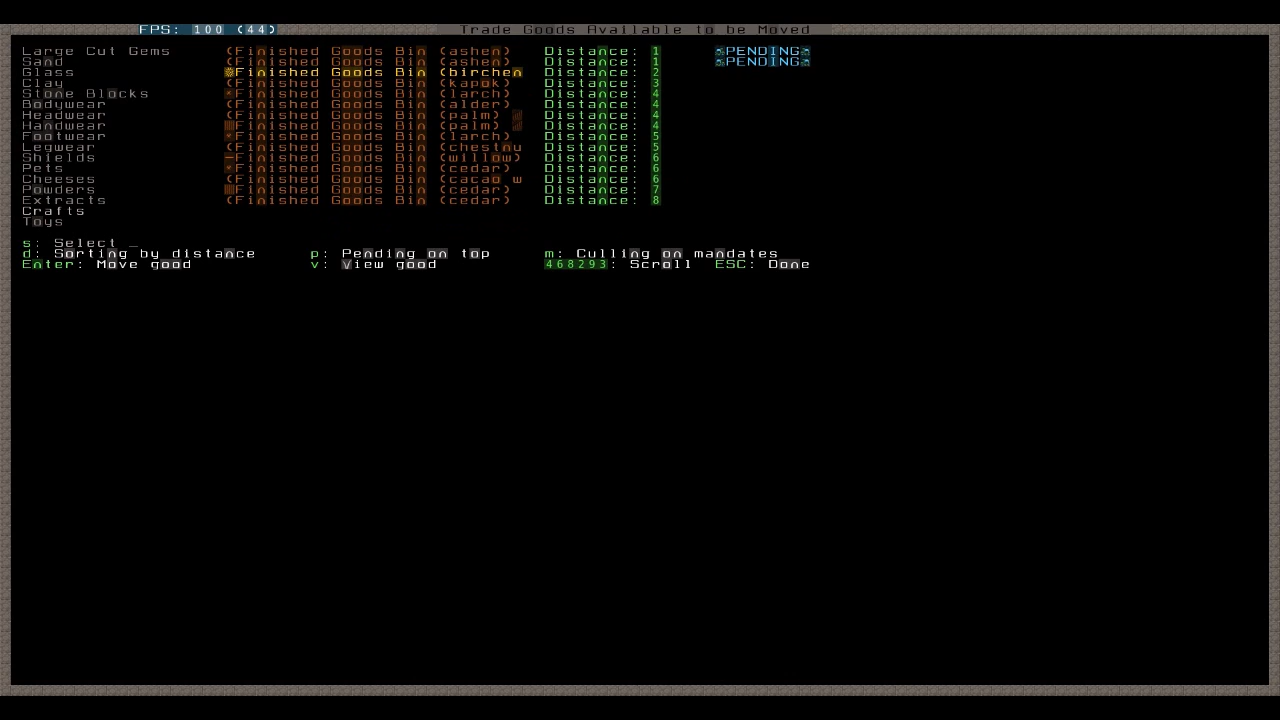 FPS: 100 (44) Trade Goods Available to be Moved
Large Cut Gems (Finished Goods Bin (ashen) Distance: 1 PENDING
Sand (Finished Goods Bin (ashen) Distance: 1 PENDING
Glass Finished Goods Bin (birchen Distance: 2
Clay (Finished Goods Bin (kapok) Distance: 3
Stone Blocks *Finished Goods Bin (larch) Distance: 4
Bodywear (Finished Goods Bin (alder) Distance: 4
Headwear (Finished Goods Bin (palm) Distance: 4
Handwear Finished Goods Bin (palm) Distance: 4
Footwear Finished Goods Bin (larch) Distance: 5
Legwear (Finished Goods Bin (chestnu Distance: 5
Shields Finished Goods Bin (willow) Distance: 6
Pets Finished Goods Bin (cedar) Distance: 6
Cheeses (Finished Goods Bin (cacao w Distance: 6
Powders Finished Goods Bin (cedar) Distance: 7
Extracts (Finished Goods Bin (cedar) Distance: 8
Crafts
Toys
s: Select _
d: Sorting by distance p: Pending on top m: Culling on mandates
Enter: Move good v: View good 468293: Scroll ESC: Done